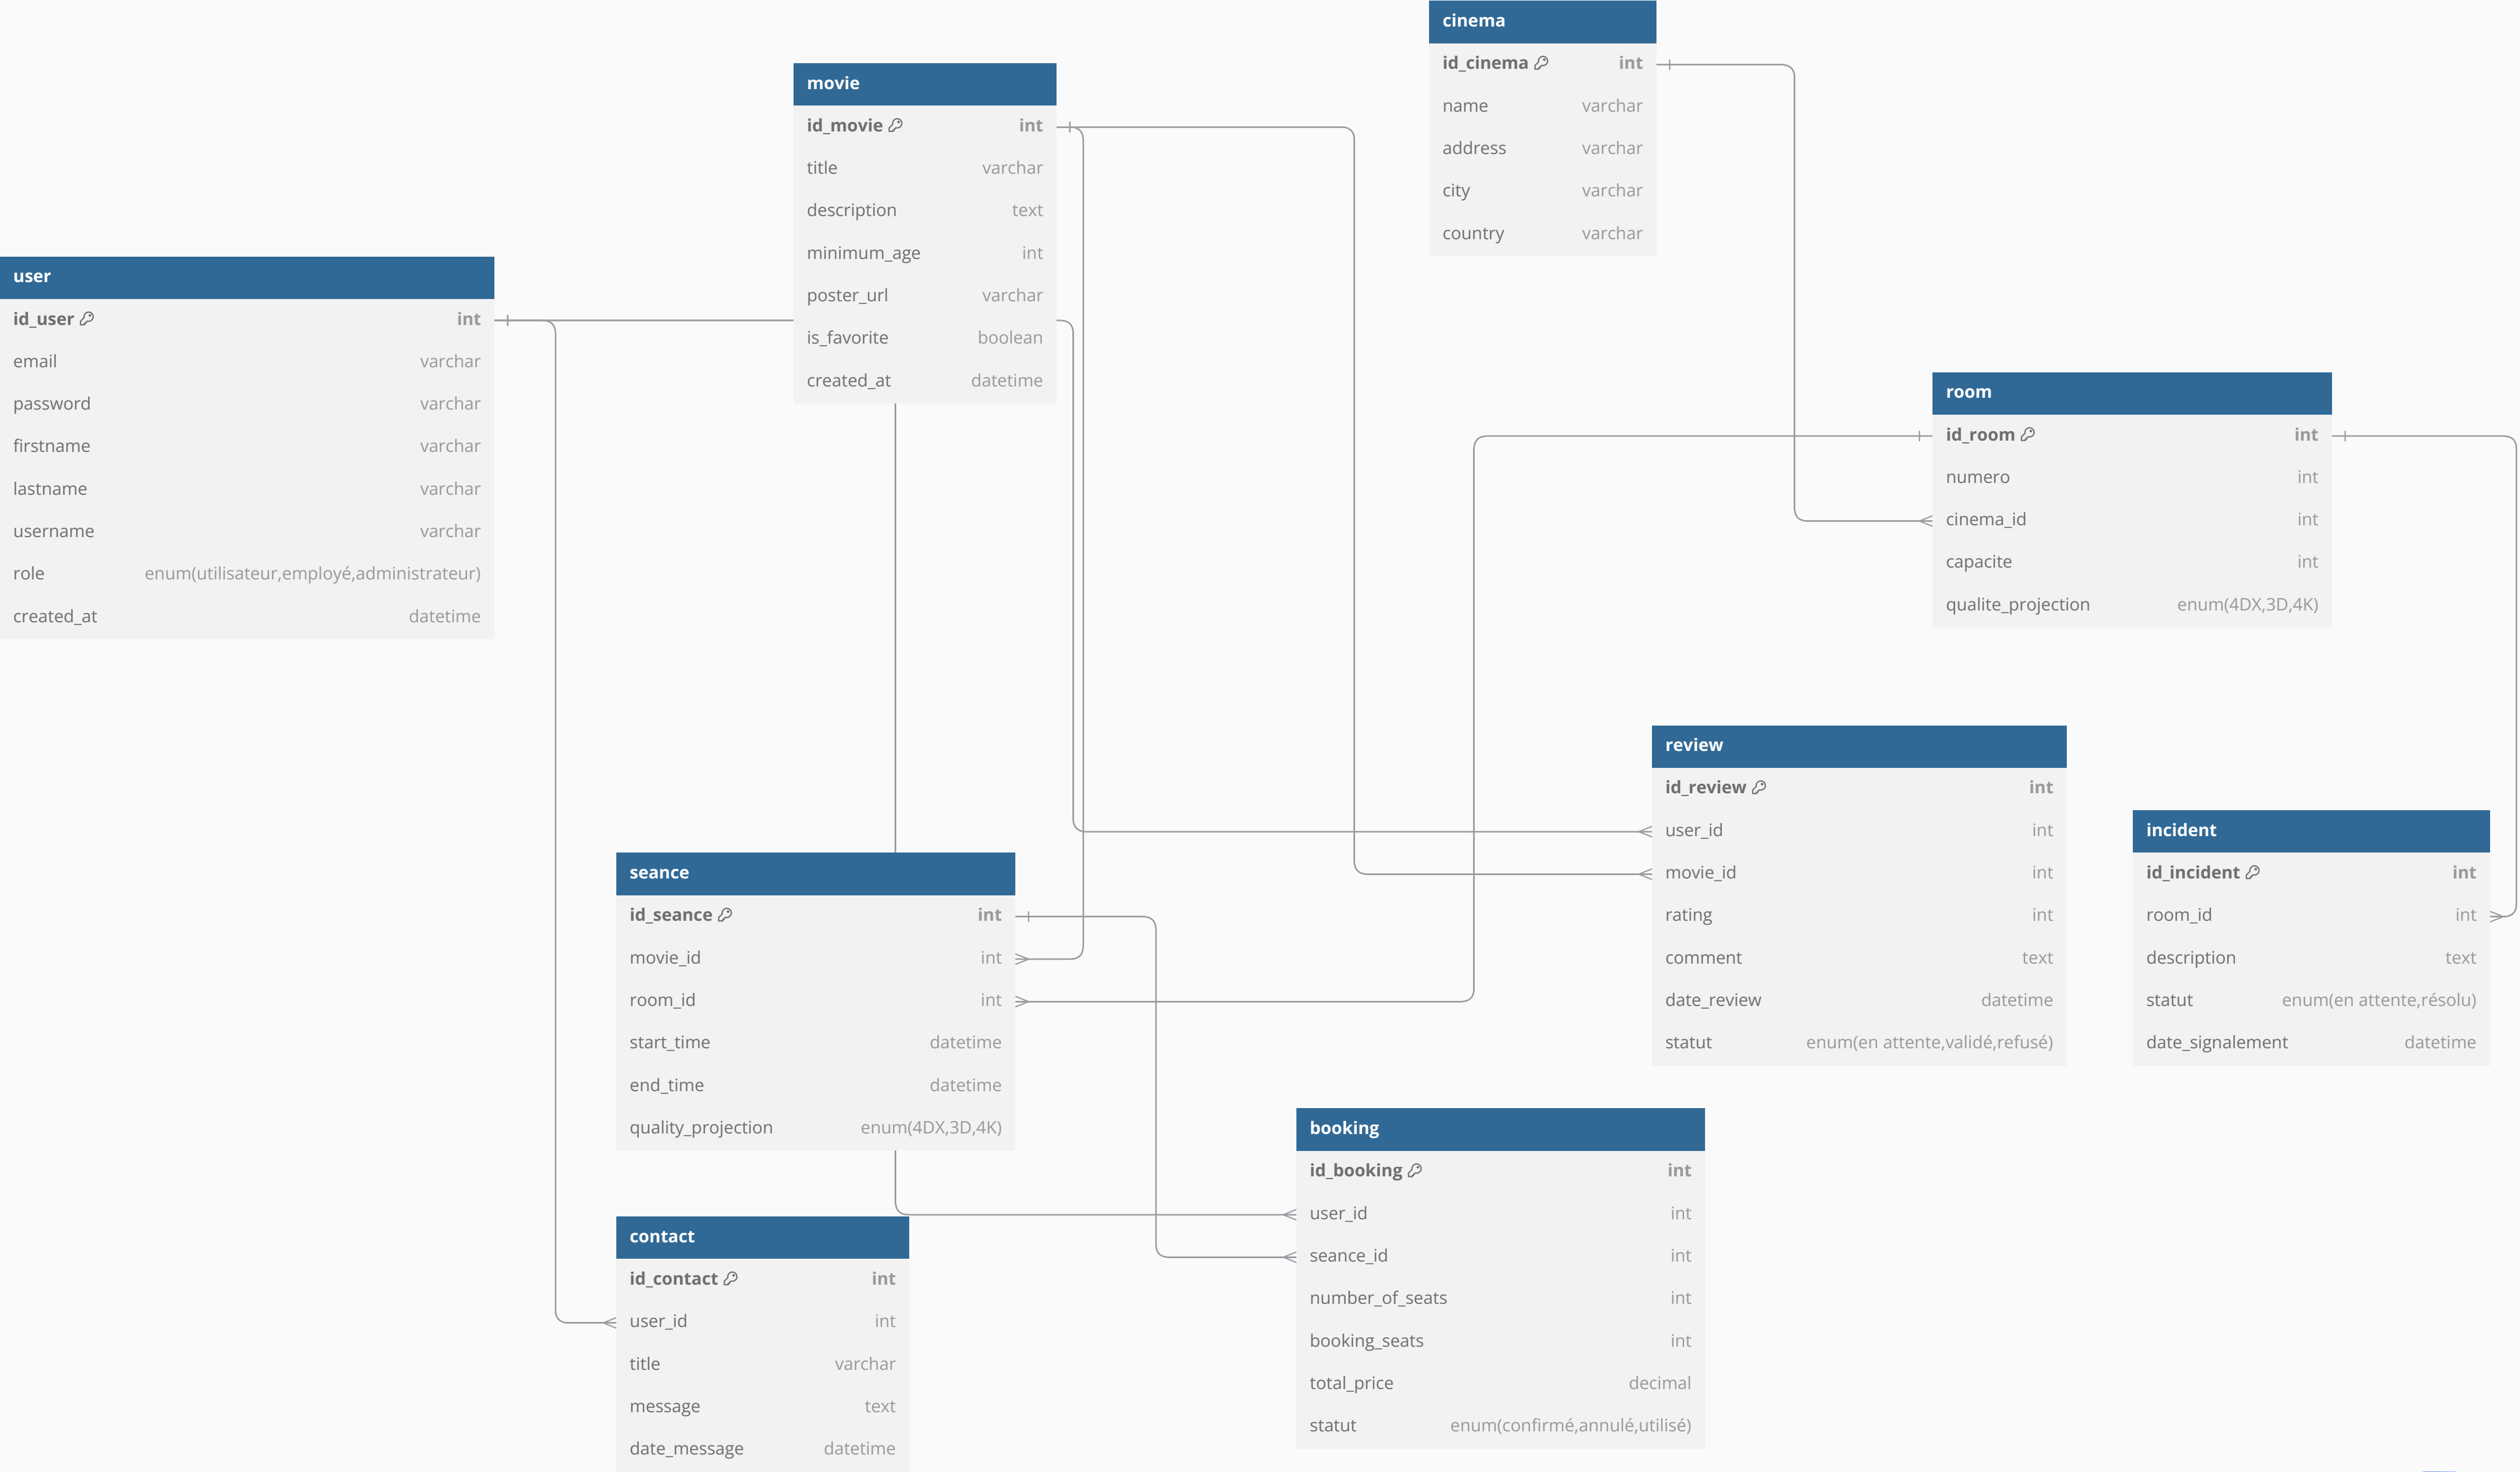 cinema
id_cinema int
name varchar
address varchar
city varchar
country varchar
movie
id_movie int
title varchar
description text
minimum_age int
poster_url varchar
is_favorite boolean
created_at datetime
user
id_user int
email varchar
password varchar
firstname varchar
lastname varchar
username varchar
role enum(utilisateur,employé,administrateur)
created_at datetime
room
id_room int
numero int
cinema_id int
capacite int
qualite_projection enum(4DX,3D,4K)
review
id_review int
user_id int
movie_id int
rating int
comment text
date_review datetime
statut enum(en attente,validé,refusé)
incident
id_incident int
room_id int
description text
statut enum(en attente,résolu)
date_signalement datetime
seance
id_seance int
movie_id int
room_id int
start_time datetime
end_time datetime
quality_projection enum(4DX,3D,4K)
booking
id_booking int
user_id int
seance_id int
number_of_seats int
booking_seats int
total_price decimal
statut enum(confirmé,annulé,utilisé)
contact
id_contact int
user_id int
title varchar
message text
date_message datetime